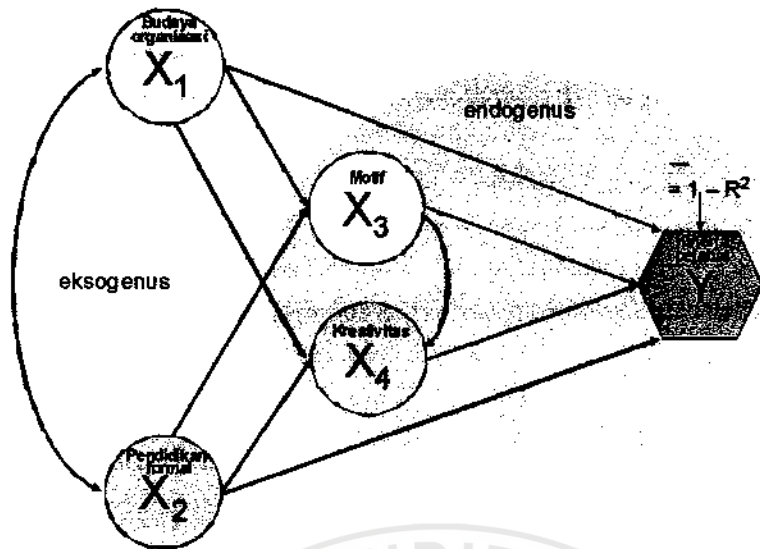 Budaya
organisasi
X1
endogenus
= 1 – R2
Motif
X3
Y
eksogenus
Kreativitas
X4
Pendidikan
formal
X2